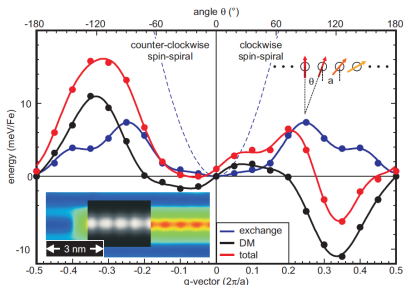 angle θ (°)
-180 -120 -60 0 60 120 180
counter-clockwise
spin-spiral
clockwise
spin-spiral
θ
a
energy (meV/Fe)
10
0
-10
3 nm
exchange
DM
total
-0.5 -0.4 -0.3 -0.2 -0.1 0 0.1 0.2 0.3 0.4 0.5
q-vector (2π/a)